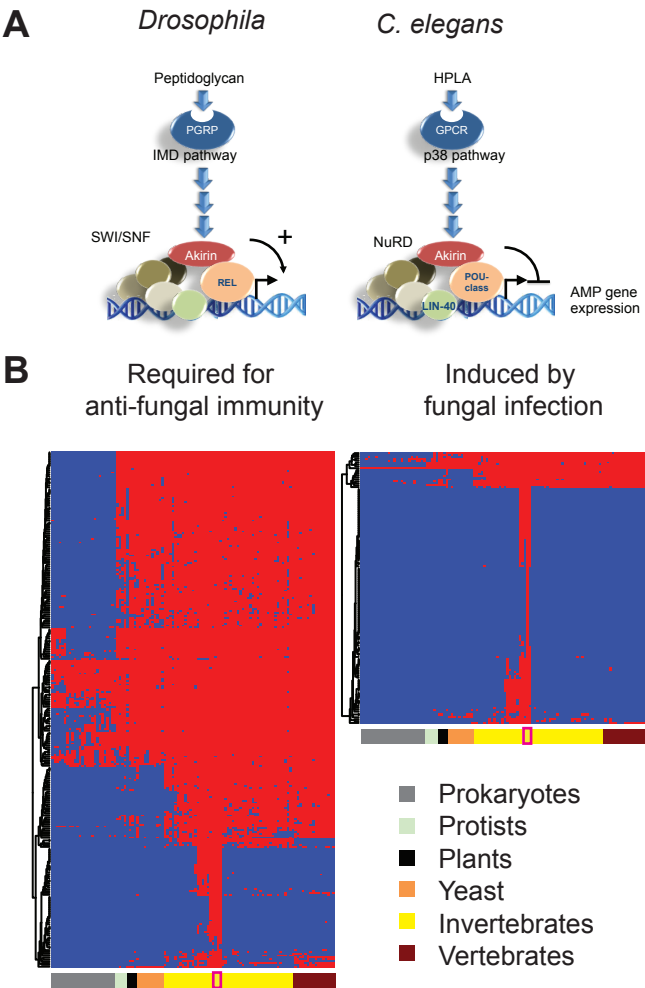 A
Drosophila
C. elegans
Peptidoglycan
HPLA
PGRP
GPCR
IMD pathway
p38 pathway
SWI/SNF
NuRD
Akirin
+
Akirin
REL
POU-
class
LIN-40
AMP gene
expression
B
Required for
anti-fungal immunity
Induced by
fungal infection
Prokaryotes
Protists
Plants
Yeast
Invertebrates
Vertebrates